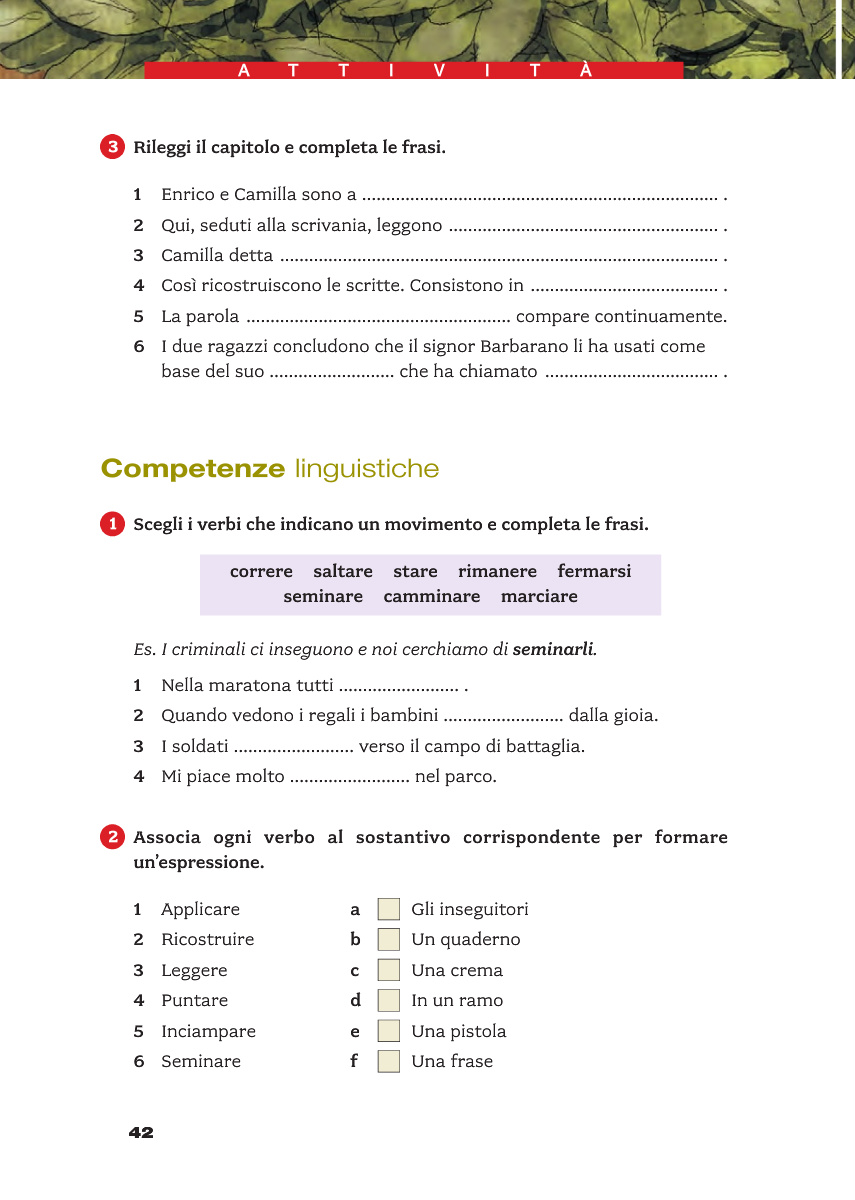 ATTIVITÀ
3 Rileggi il capitolo e completa le frasi.
1 Enrico e Camilla sono a .......................................................................... .
2 Qui, seduti alla scrivania, leggono ........................................................ .
3 Camilla detta ........................................................................................... .
4 Così ricostruiscono le scritte. Consistono in ....................................... .
5 La parola ....................................................... compare continuamente.
6 I due ragazzi concludono che il signor Barbarano li ha usati come
base del suo .......................... che ha chiamato .................................... .
Competenze linguistiche
1 Scegli i verbi che indicano un movimento e completa le frasi.
correre saltare stare rimanere fermarsi
seminare camminare marciare
Es. I criminali ci inseguono e noi cerchiamo di seminarli.
1 Nella maratona tutti ......................... .
2 Quando vedono i regali i bambini ......................... dalla gioia.
3 I soldati ......................... verso il campo di battaglia.
4 Mi piace molto ......................... nel parco.
2 Associa ogni verbo al sostantivo corrispondente per formare
un'espressione.
1 Applicare a Gli inseguitori
2 Ricostruire b Un quaderno
3 Leggere c Una crema
4 Puntare d In un ramo
5 Inciampare e Una pistola
6 Seminare f Una frase
42